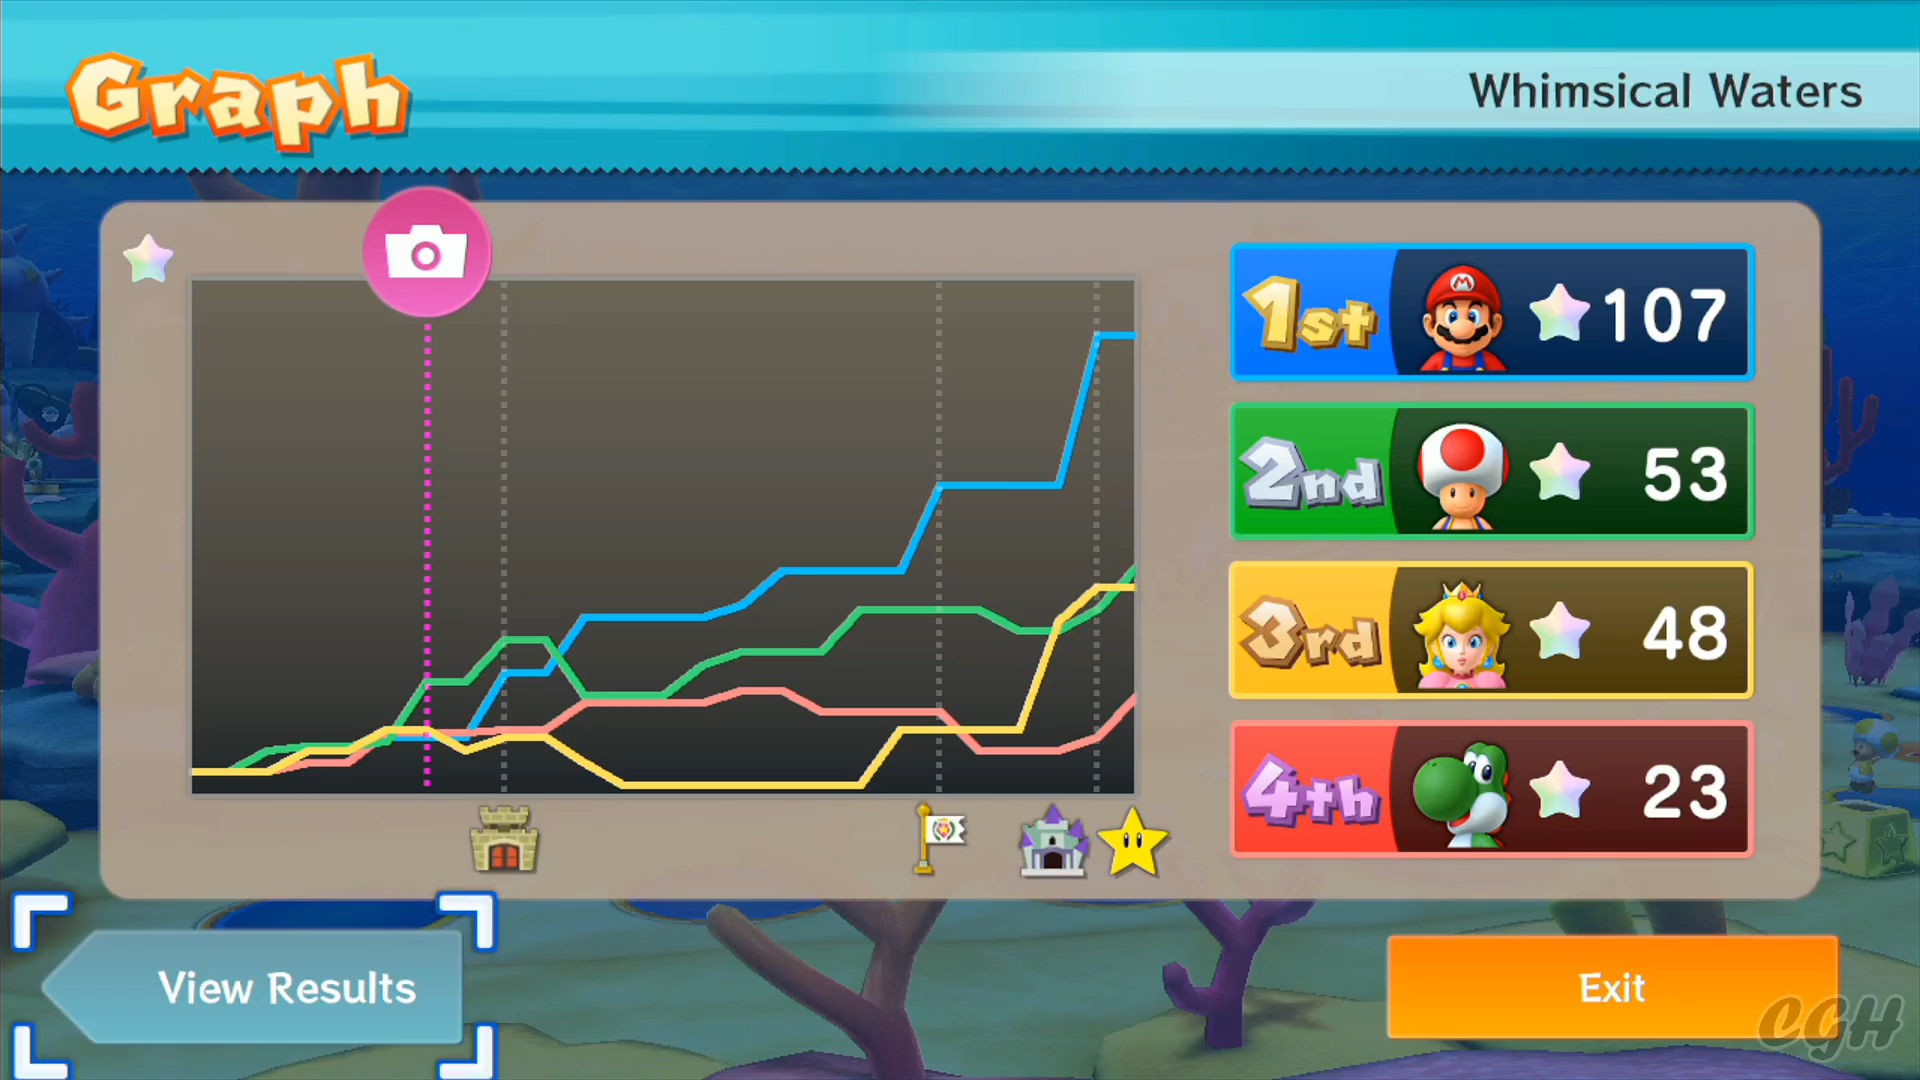 Graph
Whimsical Waters
1st 107
2nd 53
3rd 48
4th 23
View Results
Exit
CGH